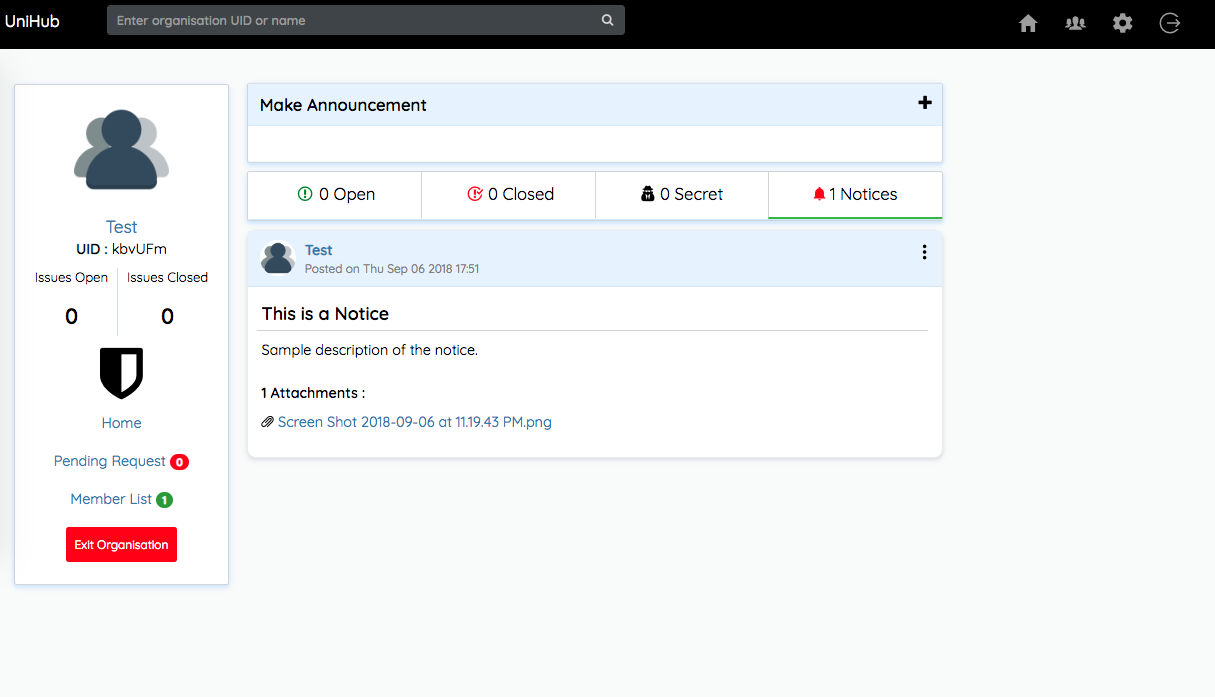 UniHub
Enter organisation UID or name
Test
UID : kbvUFm
Issues Open
Issues Closed
0
0
Home
Pending Request 0
Member List 1
Exit Organisation
Make Announcement
0 Open
0 Closed
0 Secret
1 Notices
Test
Posted on Thu Sep 06 2018 17:51
This is a Notice
Sample description of the notice.
1 Attachments :
Screen Shot 2018-09-06 at 11.19.43 PM.png